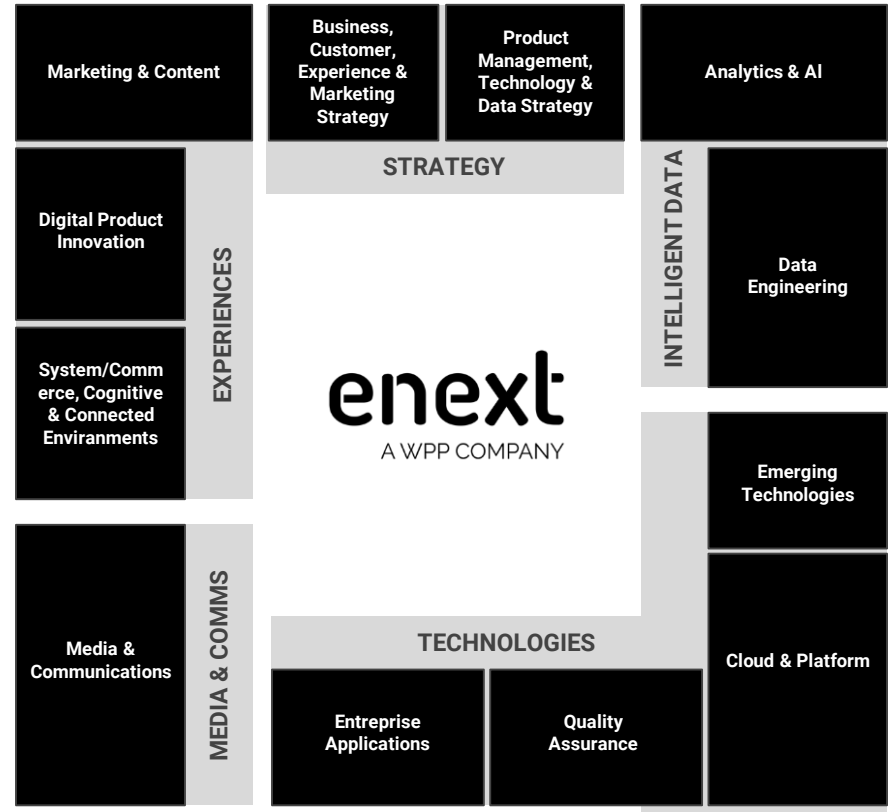 Marketing & Content
Business,
Customer,
Experience &
Marketing
Strategy
Product
Management,
Technology &
Data Strategy
Analytics & Al
STRATEGY
Digital Product
Innovation
EXPERIENCES
System/Comm
erce, Cognitive
& Connected
Enviranments
INTELLIGENT DATA
Data
Engineering
enext
A WPP COMPANY
Emerging
Technologies
Media &
Communications
MEDIA & COMMS
TECHNOLOGIES
Entreprise
Applications
Quality
Assurance
Cloud & Platform